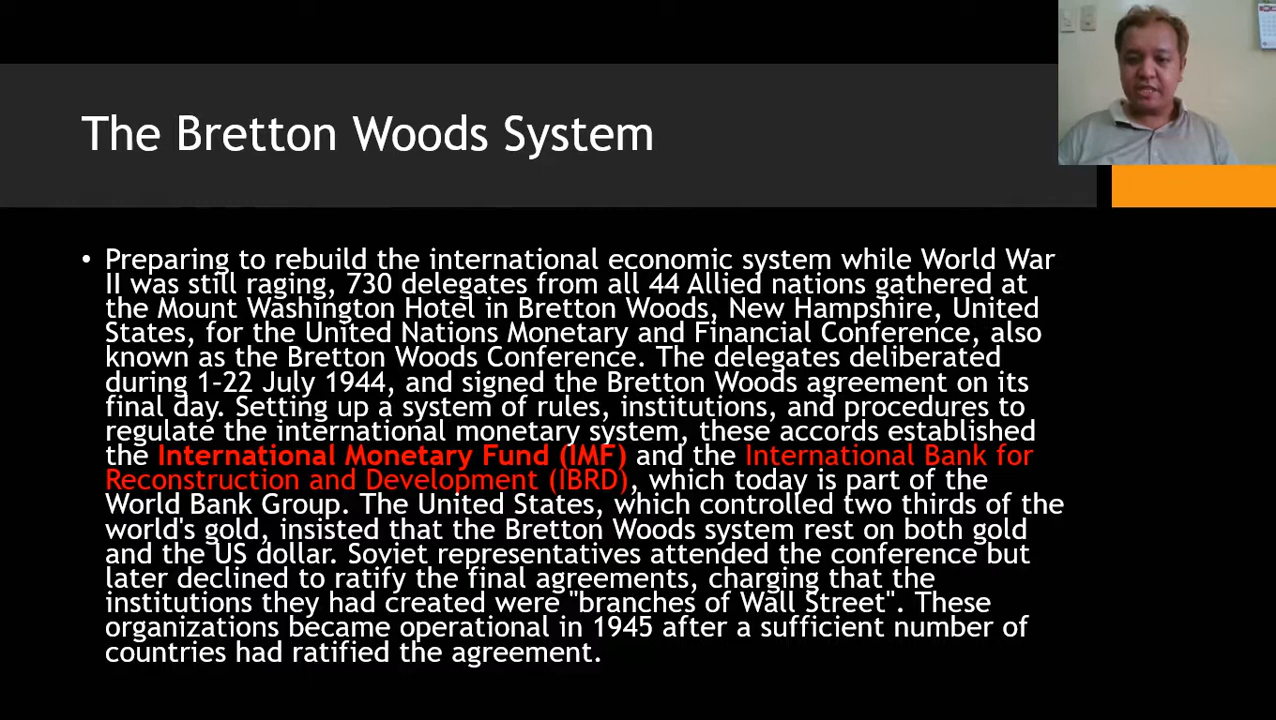 The Bretton Woods System
• Preparing to rebuild the international economic system while World War
II was still raging, 730 delegates from all 44 Allied nations gathered at
the Mount Washington Hotel in Bretton Woods, New Hampshire, United
States, for the United Nations Monetary and Financial Conference, also
known as the Bretton Woods Conference. The delegates deliberated
during 1–22 July 1944, and signed the Bretton Woods agreement on its
final day. Setting up a system of rules, institutions, and procedures to
regulate the international monetary system, these accords established
the International Monetary Fund (IMF) and the International Bank for
Reconstruction and Development (IBRD), which today is part of the
World Bank Group. The United States, which controlled two thirds of the
world's gold, insisted that the Bretton Woods system rest on both gold
and the US dollar. Soviet representatives attended the conference but
later declined to ratify the final agreements, charging that the
institutions they had created were "branches of Wall Street". These
organizations became operational in 1945 after a sufficient number of
countries had ratified the agreement.